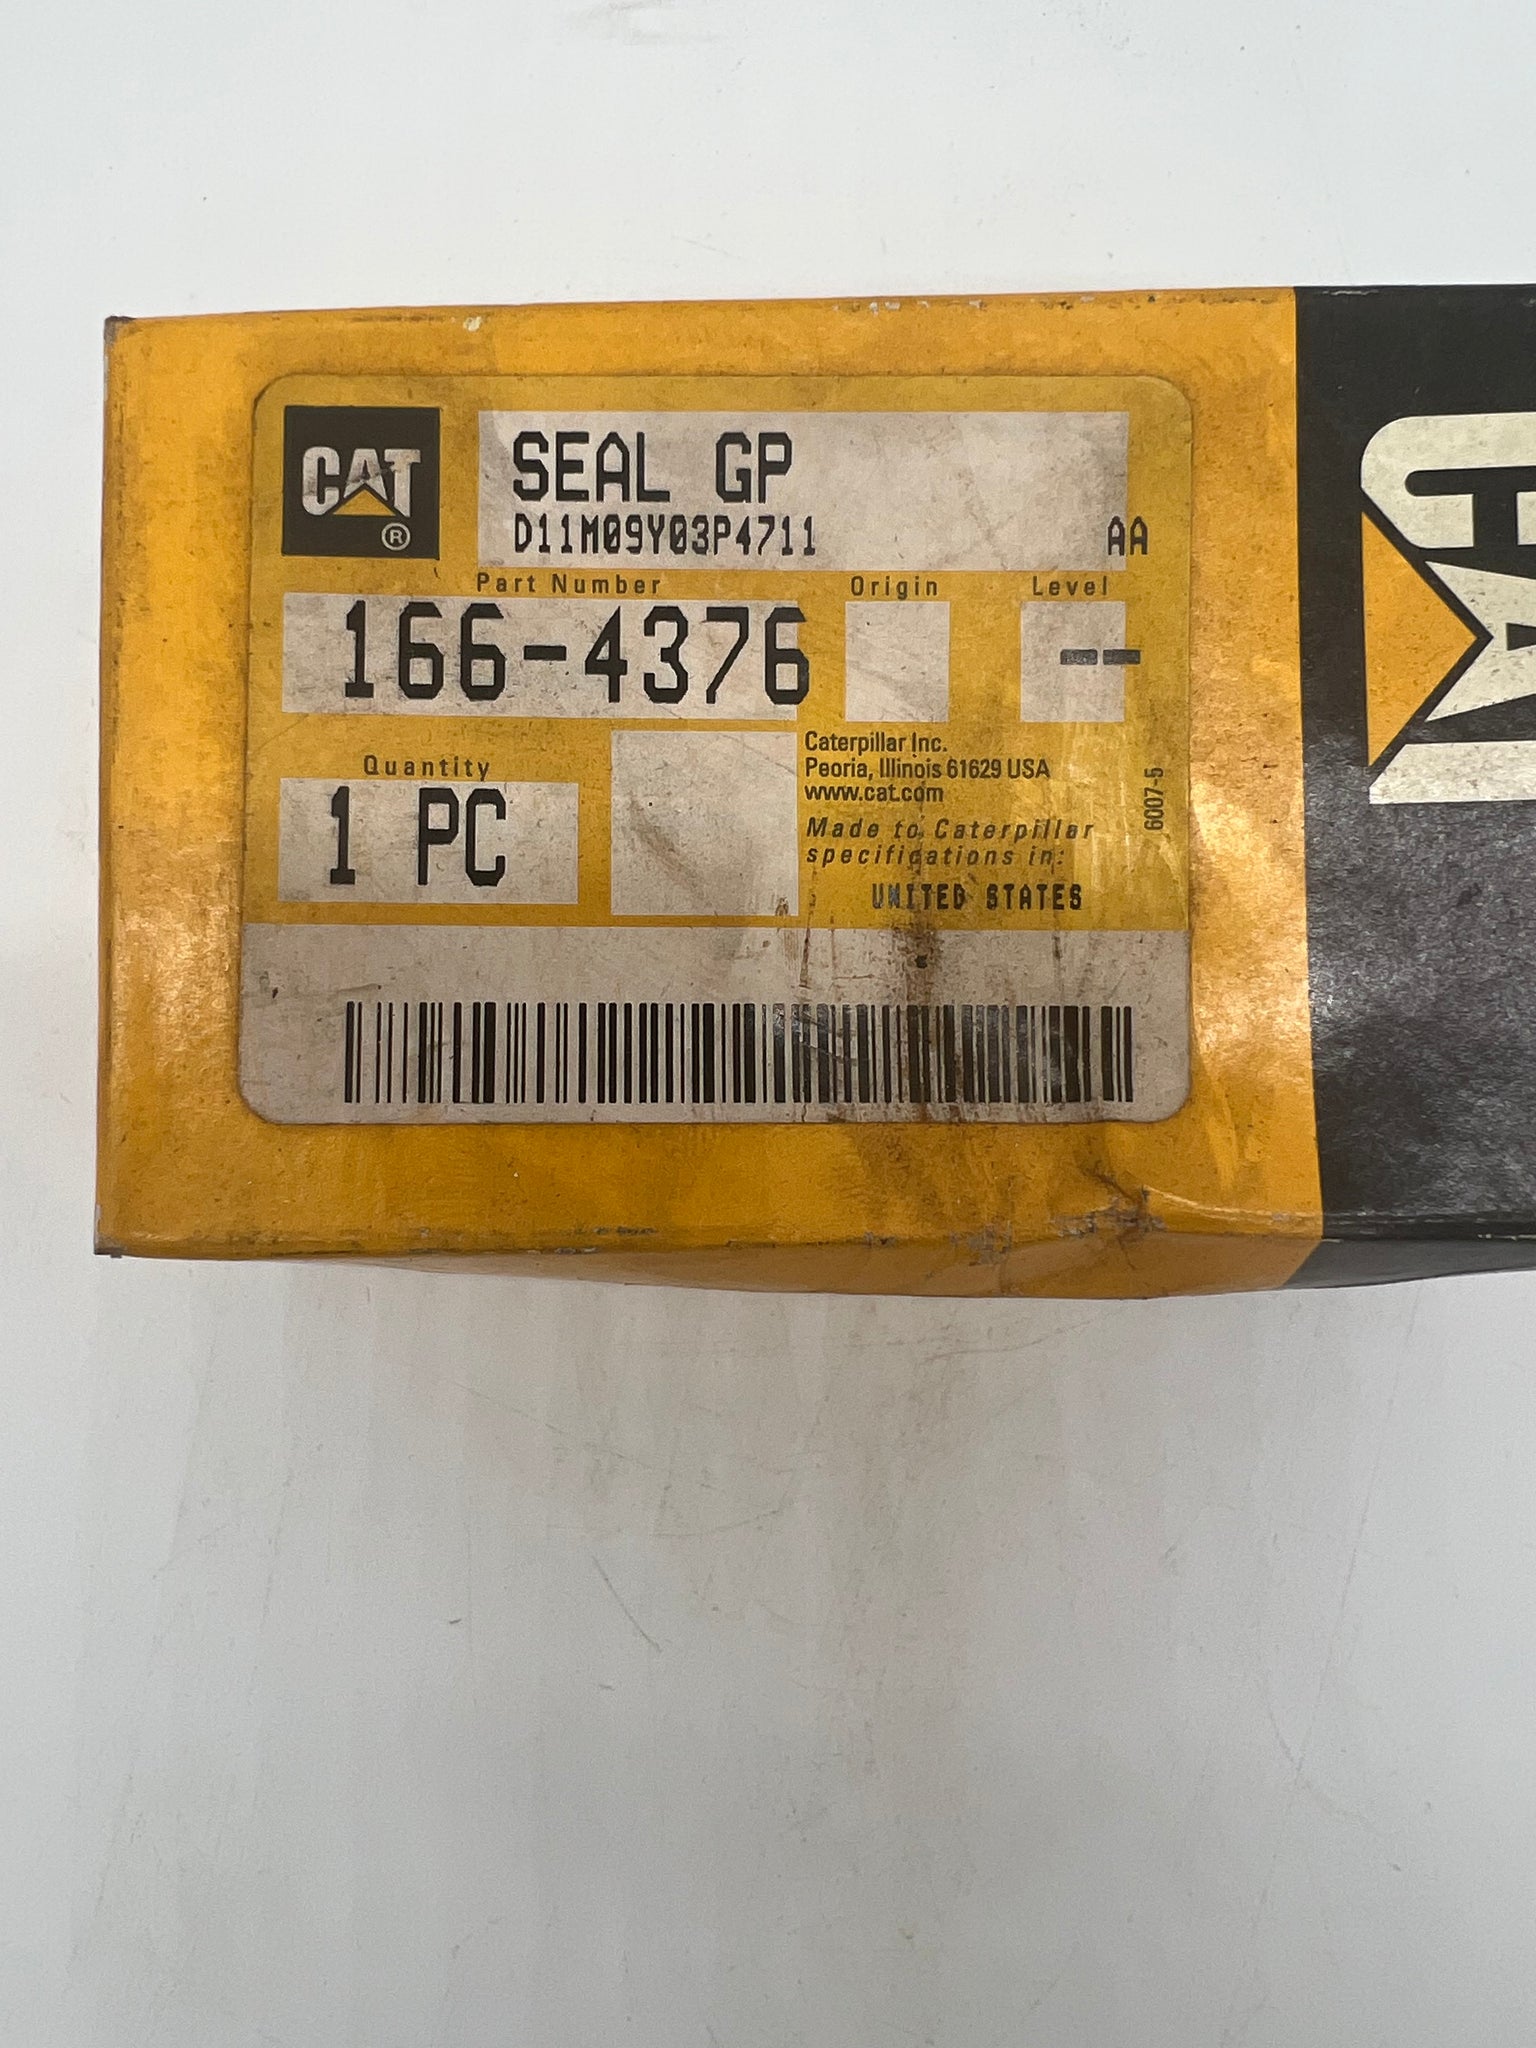 CAT
®
SEAL GP
D11M09Y03P4711 AA
Part Number Origin Level
166-4376 --
Quantity
1 PC
Caterpillar Inc.
Peoria, Illinois 61629 USA
www.cat.com
Made to Caterpillar
specifications in:
UNITED STATES
6007-5
CA